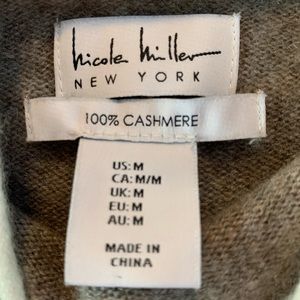 Nicole Miller
NEW YORK
100% CASHMERE
US: M
CA: M/M
UK: M
EU: M
AU: M
MADE IN
CHINA